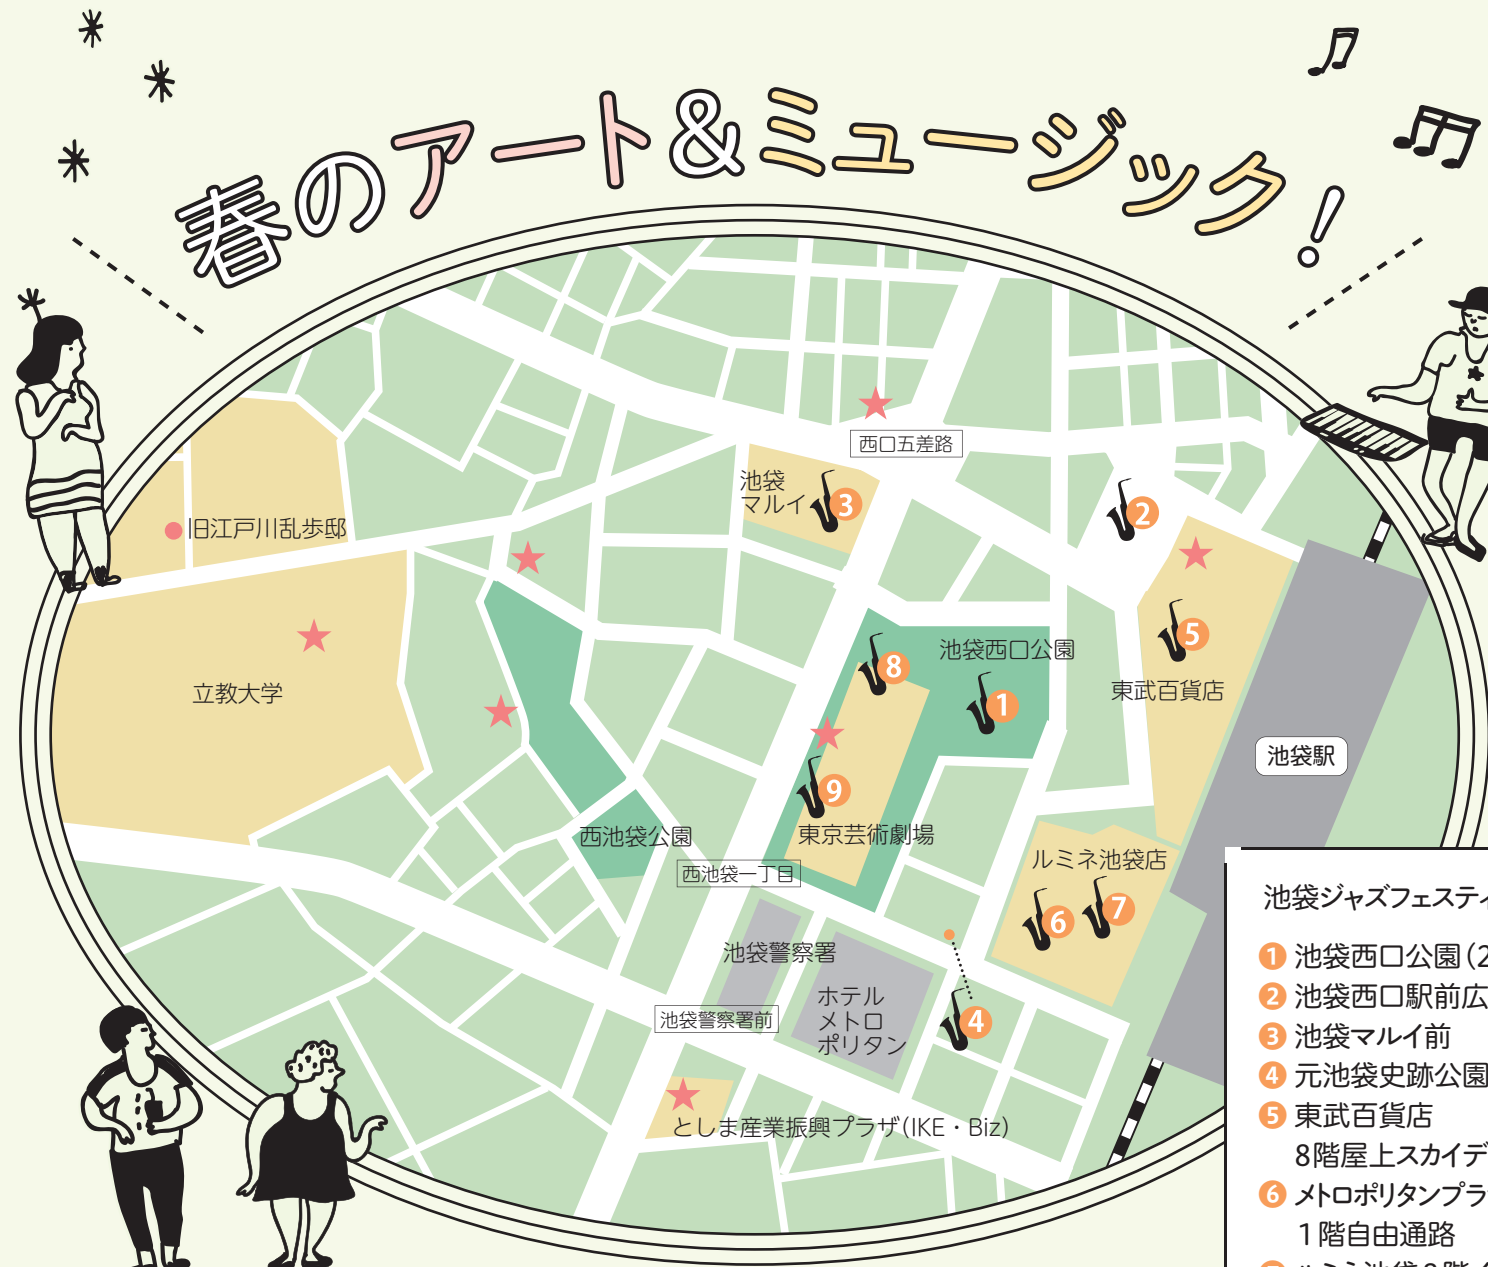 春のアート&ミュージック!
西口五差路
池袋
マルイ
3
2
旧江戸川乱歩邸
5
池袋西口公園
8
1
立教大学
東武百貨店
池袋駅
9
西池袋公園
東京芸術劇場
西池袋一丁目
ルミネ池袋店
6
7
池袋警察署
ホテル
メトロ
ポリタン
池袋警察署前
4
としま産業振興プラザ(IKE・Biz)
池袋ジャズフェスティ
1 池袋西口公園(2
2 池袋西口駅前広
3 池袋マルイ前
4 元池袋史跡公園
5 東武百貨店
8階屋上スカイデ
6 メトロポリタンプラ
1階自由通路